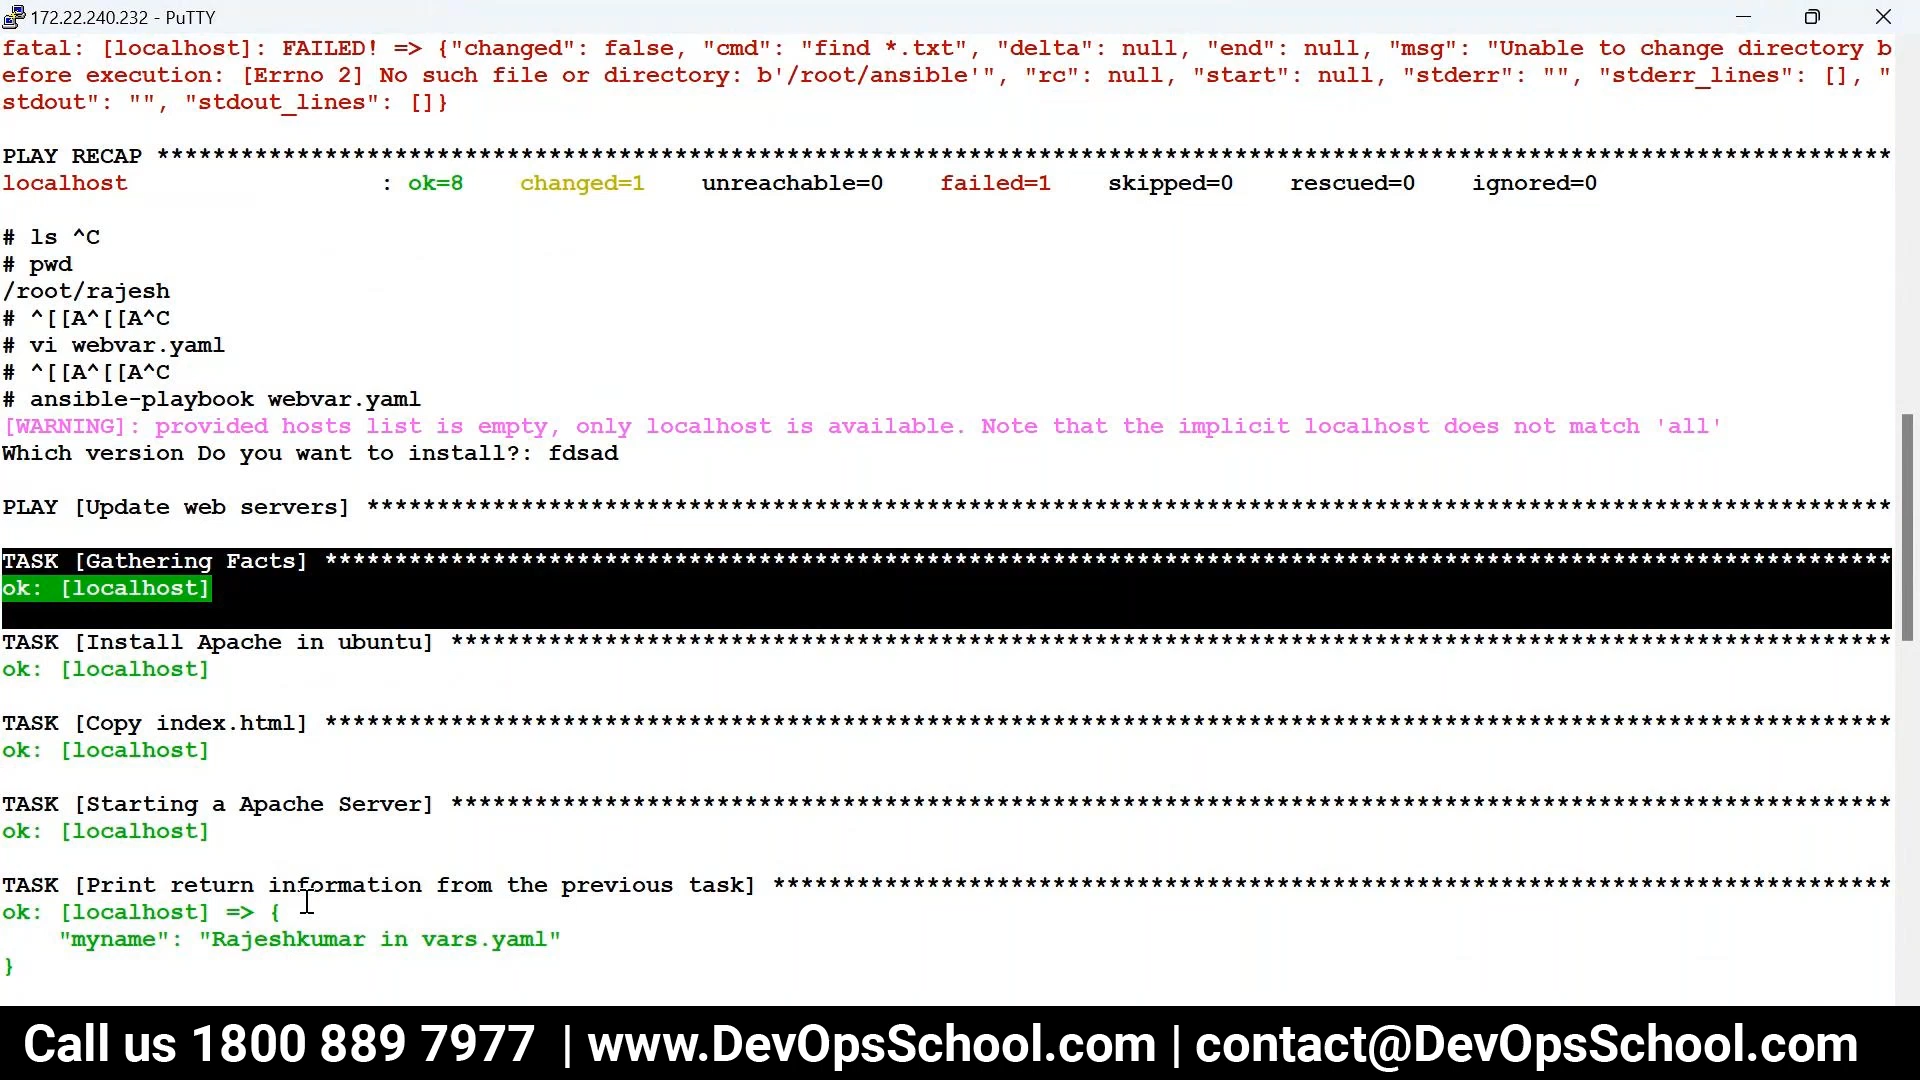 172.22.240.232 - PuTTY
fatal: [localhost]: FAILED! => {"changed": false, "cmd": "find *.txt", "delta": null, "end": null, "msg": "Unable to change directory b
efore execution: [Errno 2] No such file or directory: b'/root/ansible'", "rc": null, "start": null, "stderr": "", "stderr_lines": [], "
stdout": "", "stdout_lines": []}
PLAY RECAP ****************************************************************************************************************************
localhost : ok=8 changed=1 unreachable=0 failed=1 skipped=0 rescued=0 ignored=0
# ls ^C
# pwd
/root/rajesh
# ^[[A^[[A^C
# vi webvar.yaml
# ^[[A^[[A^C
# ansible-playbook webvar.yaml
[WARNING]: provided hosts list is empty, only localhost is available. Note that the implicit localhost does not match 'all'
Which version Do you want to install?: fdsad
PLAY [Update web servers] *************************************************************************************************************
TASK [Gathering Facts] ****************************************************************************************************************
ok: [localhost]
TASK [Install Apache in ubuntu] *******************************************************************************************************
ok: [localhost]
TASK [Copy index.html] ****************************************************************************************************************
ok: [localhost]
TASK [Starting a Apache Server] *******************************************************************************************************
ok: [localhost]
TASK [Print return information from the previous task] ********************************************************************************
ok: [localhost] => {
"myname": "Rajeshkumar in vars.yaml"
}
Call us 1800 889 7977 | www.DevOpsSchool.com | contact@DevOpsSchool.com